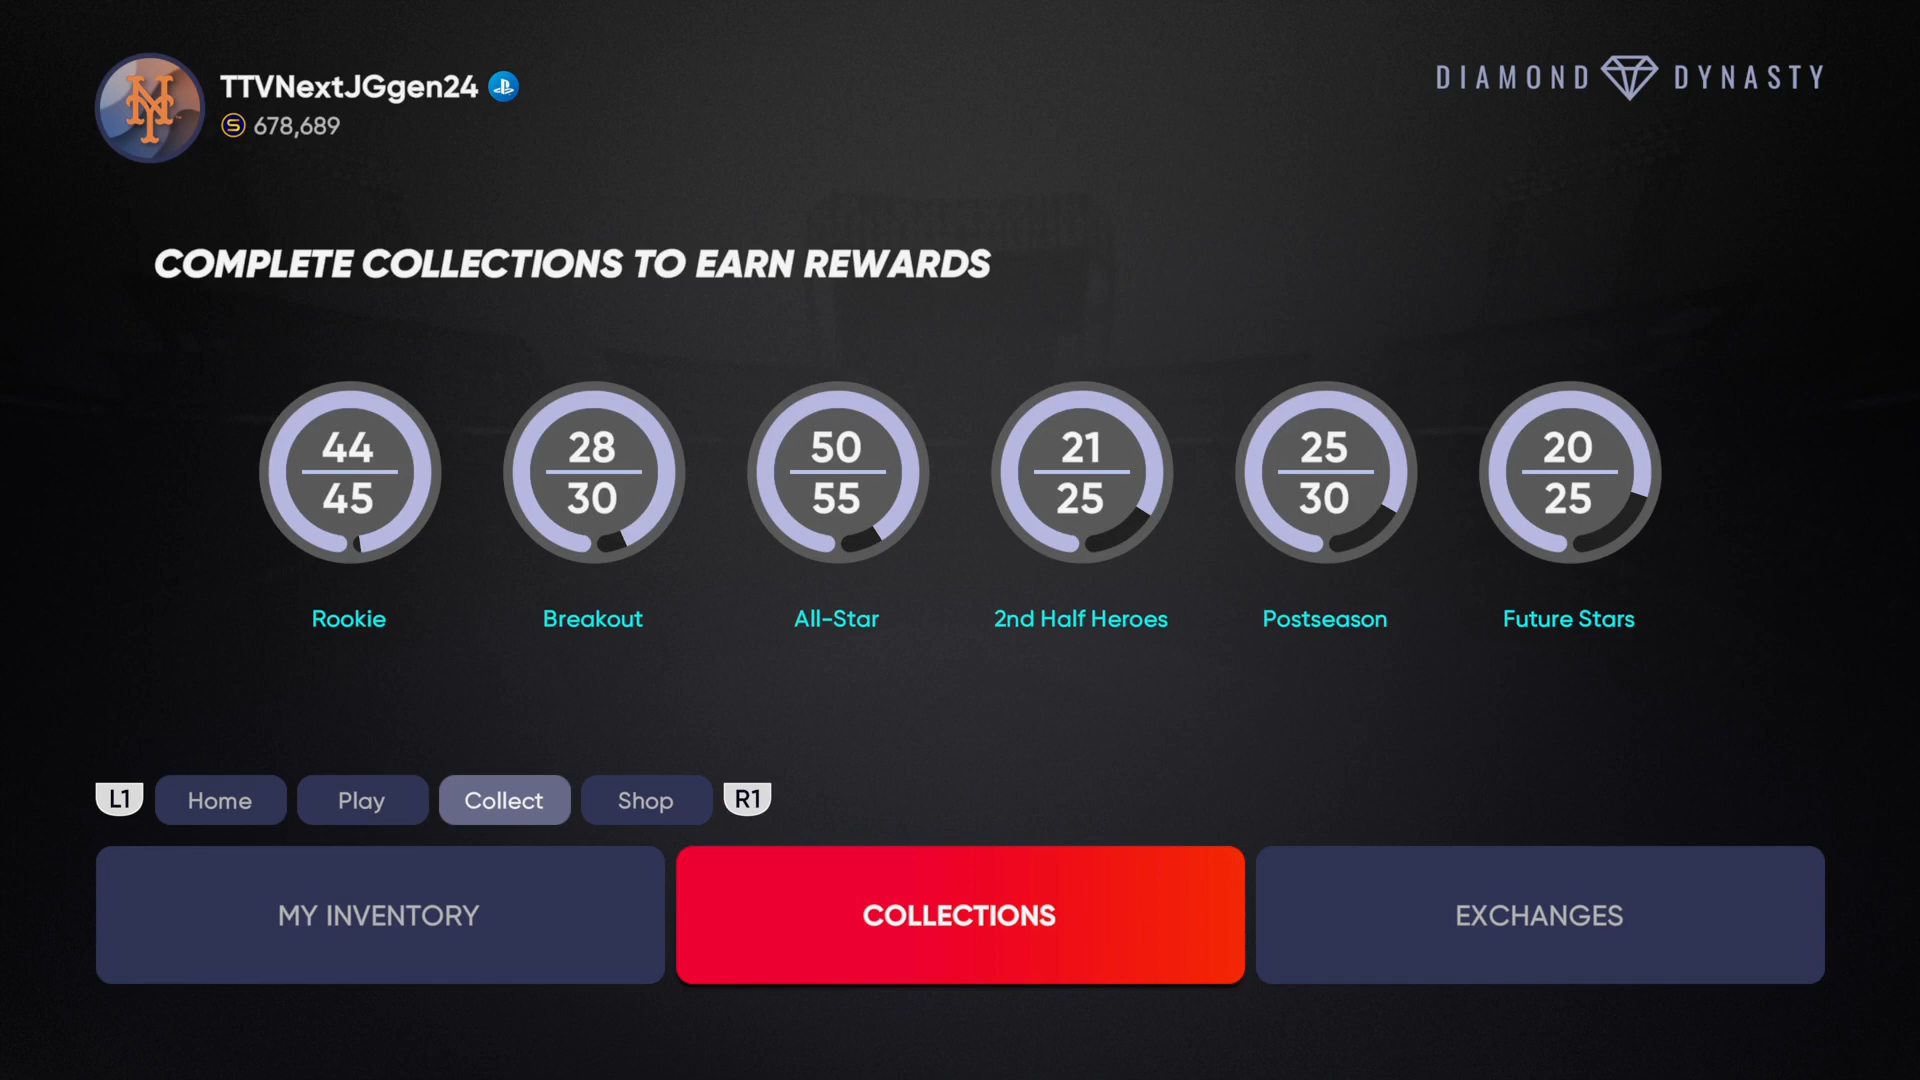 TTVNextJGgen24
678,689
DIAMOND DYNASTY
COMPLETE COLLECTIONS TO EARN REWARDS
44
45
Rookie
28
30
Breakout
50
55
All-Star
21
25
2nd Half Heroes
25
30
Postseason
20
25
Future Stars
L1 Home Play Collect Shop R1
MY INVENTORY COLLECTIONS EXCHANGES